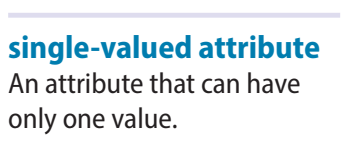 single-valued attribute
An attribute that can have
only one value.